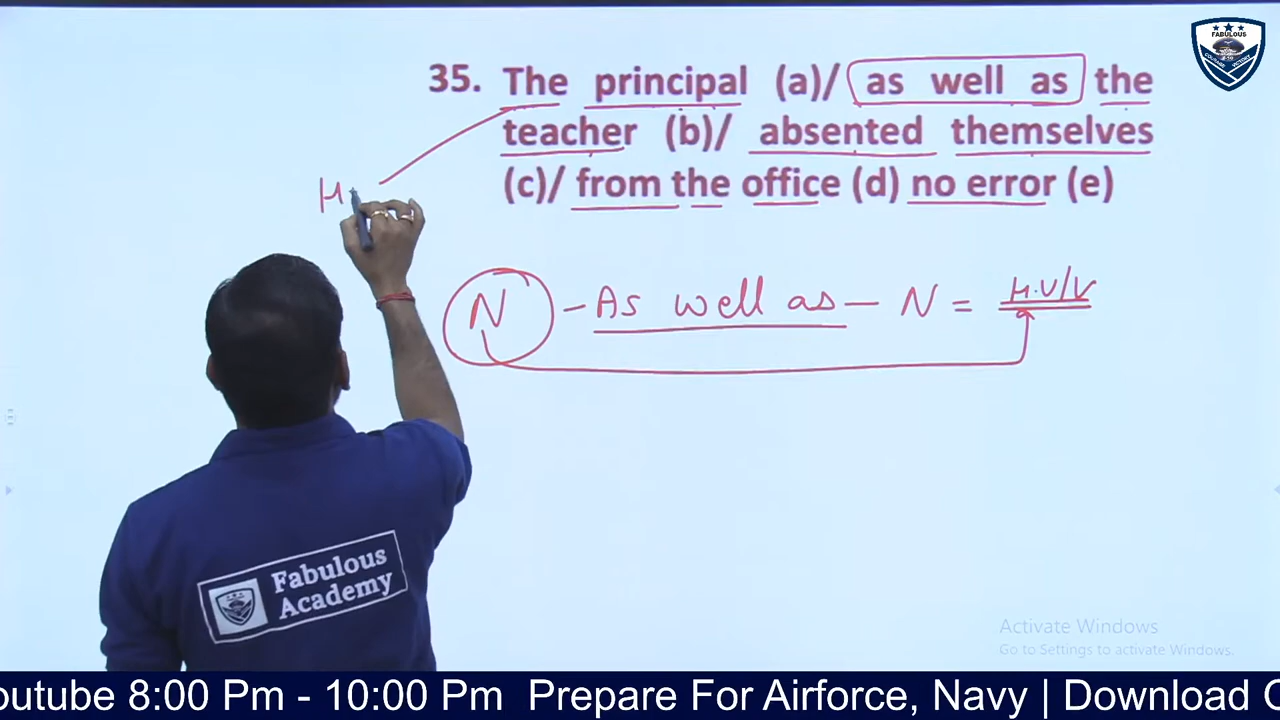 FABULOUS
COURAGE VICTORY
35. The principal (a)/ as well as the
teacher (b)/ absented themselves
(c)/ from the office (d) no error (e)
H
N - As well as - N = H.V/V
Fabulous
Academy
Activate Windows
Go to Settings to activate Windows.
outube 8:00 Pm - 10:00 Pm Prepare For Airforce, Navy | Download